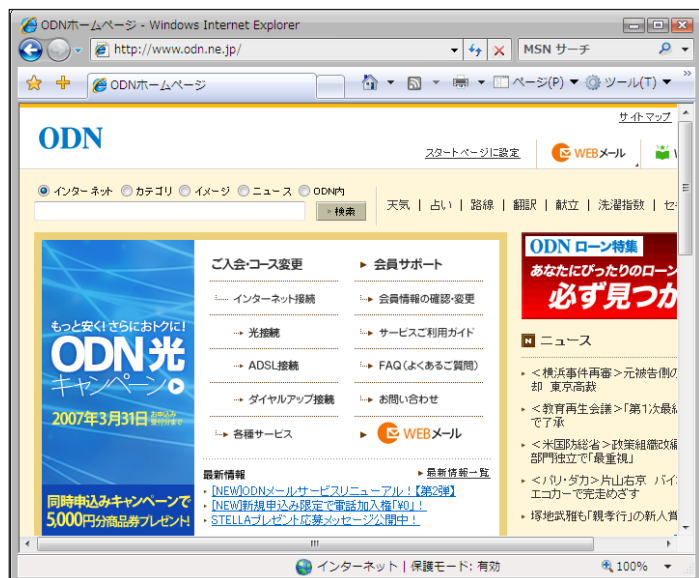 ODNホームページ - Windows Internet Explorer
http://www.odn.ne.jp/
MSN サーチ
ODNホームページ
ページ(P)
ツール(T)
サイトマップ
ODN
スタートページに設定
WEBメール
インターネット カテゴリ イメージ ニュース ODN内
検索
天気 | 占い | 路線 | 翻訳 | 献立 | 洗濯指数 | セキ
もっと安く!さらにおトクに!
ODN光
キャンペーン
2007年3月31日 お申込み受付分まで
同時申込みキャンペーンで
5,000円分商品券プレゼント!
ご入会・コース変更
インターネット接続
光接続
ADSL接続
ダイヤルアップ接続
各種サービス
会員サポート
会員情報の確認・変更
サービスご利用ガイド
FAQ(よくあるご質問)
お問い合わせ
WEBメール
最新情報
最新情報一覧
[NEW]ODNメールサービスリニューアル!【第2弾】
[NEW]新規申込み限定で電話加入権「¥0」!
STELLAプレゼント応募メッセージ公開中!
ODN ローン特集
あなたにぴったりのローン
必ず見つか
N ニュース
<横浜事件再審>元被告側の
却 東京高裁
<教育再生会議>「第1次最終
で了承
<米国防総省>政策組織改編
部門独立で「最重視」
<パリ・ダカ>片山右京 バイ
エコカーで完走めざす
塚地武雅も「親孝行」の新人賞
インターネット | 保護モード: 有効
100%